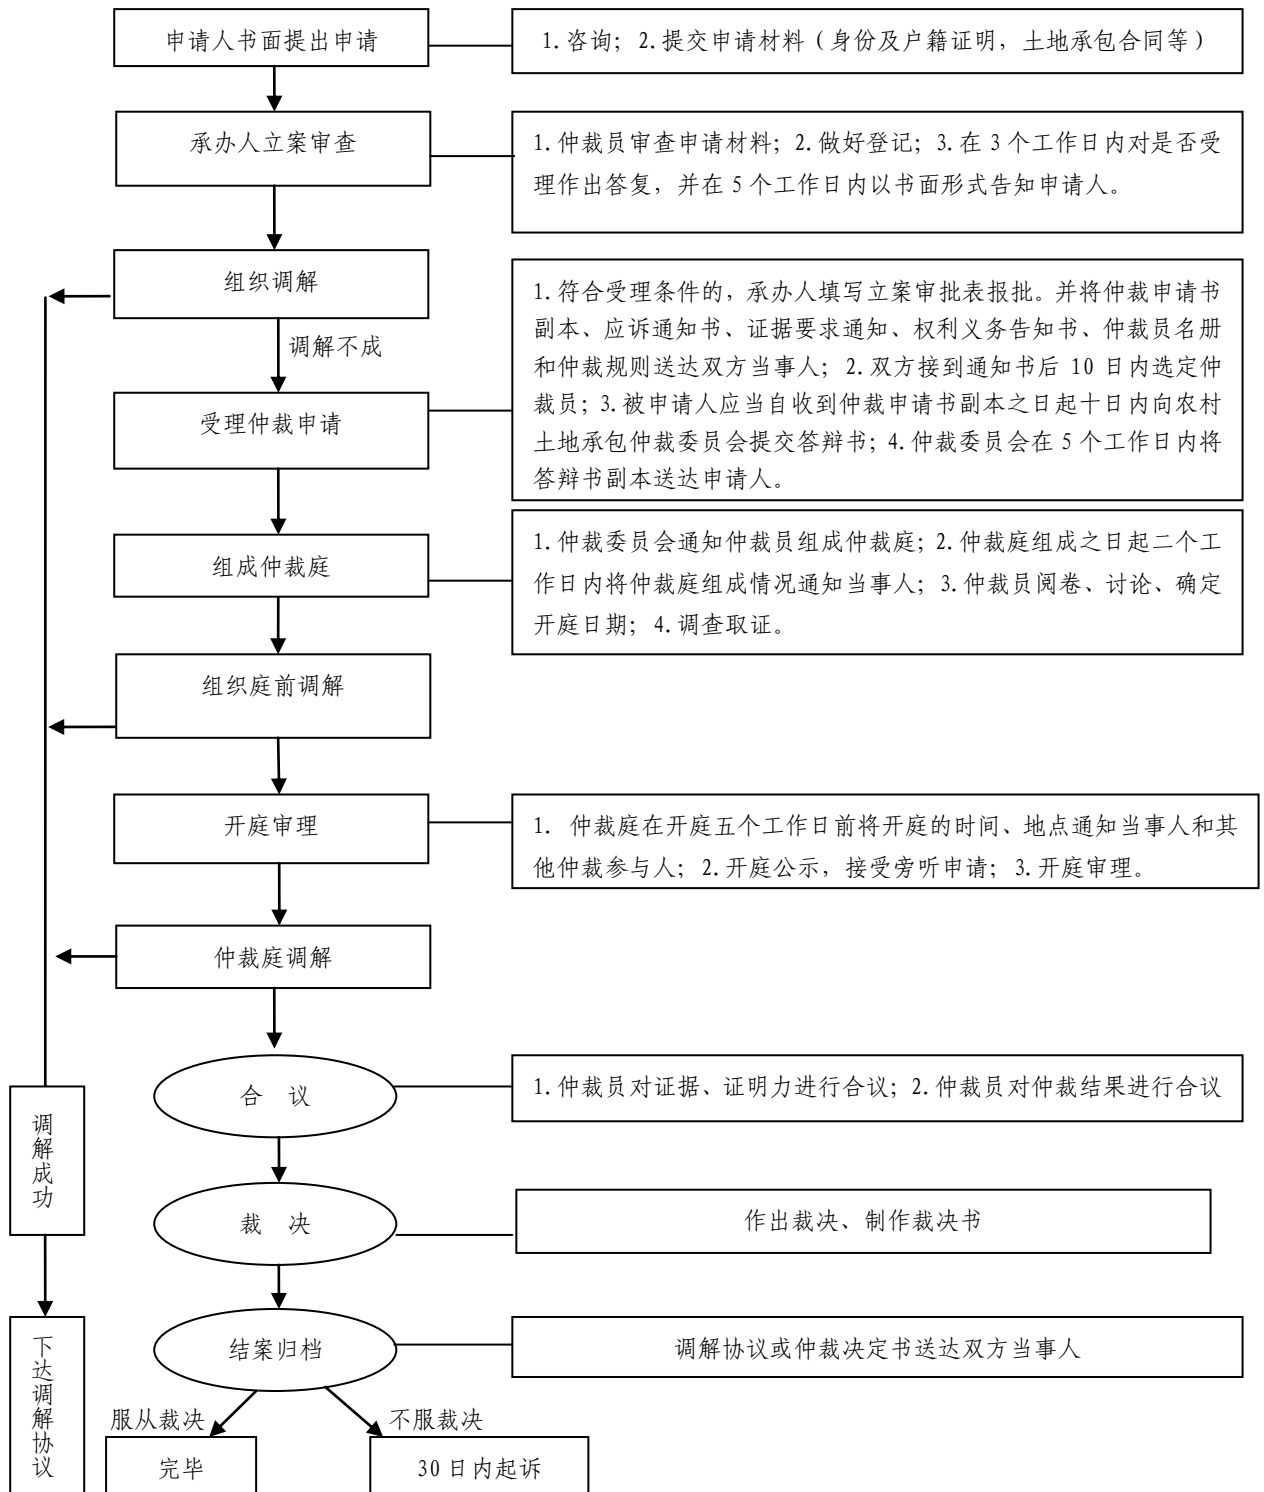 申请人书面提出申请
1.咨询；2.提交申请材料（身份及户籍证明，土地承包合同等）
承办人立案审查
1.仲裁员审查申请材料；2.做好登记；3.在 3 个工作日内对是否受
理作出答复，并在 5 个工作日内以书面形式告知申请人。
组织调解
调解不成
1.符合受理条件的，承办人填写立案审批表报批。并将仲裁申请书
副本、应诉通知书、证据要求通知、权利义务告知书、仲裁员名册
和仲裁规则送达双方当事人；2.双方接到通知书后 10 日内选定仲
裁员；3.被申请人应当自收到仲裁申请书副本之日起十日内向农村
土地承包仲裁委员会提交答辩书；4.仲裁委员会在 5 个工作日内将
答辩书副本送达申请人。
受理仲裁申请
组成仲裁庭
1.仲裁委员会通知仲裁员组成仲裁庭；2.仲裁庭组成之日起二个工
作日内将仲裁庭组成情况通知当事人；3.仲裁员阅卷、讨论、确定
开庭日期；4.调查取证。
组织庭前调解
开庭审理
1. 仲裁庭在开庭五个工作日前将开庭的时间、地点通知当事人和其
他仲裁参与人；2.开庭公示，接受旁听申请；3.开庭审理。
仲裁庭调解
合 议
1.仲裁员对证据、证明力进行合议；2.仲裁员对仲裁结果进行合议
调解成功
裁 决
作出裁决、制作裁决书
结案归档
调解协议或仲裁决定书送达双方当事人
下达调解协议
服从裁决
不服裁决
完毕
30 日内起诉